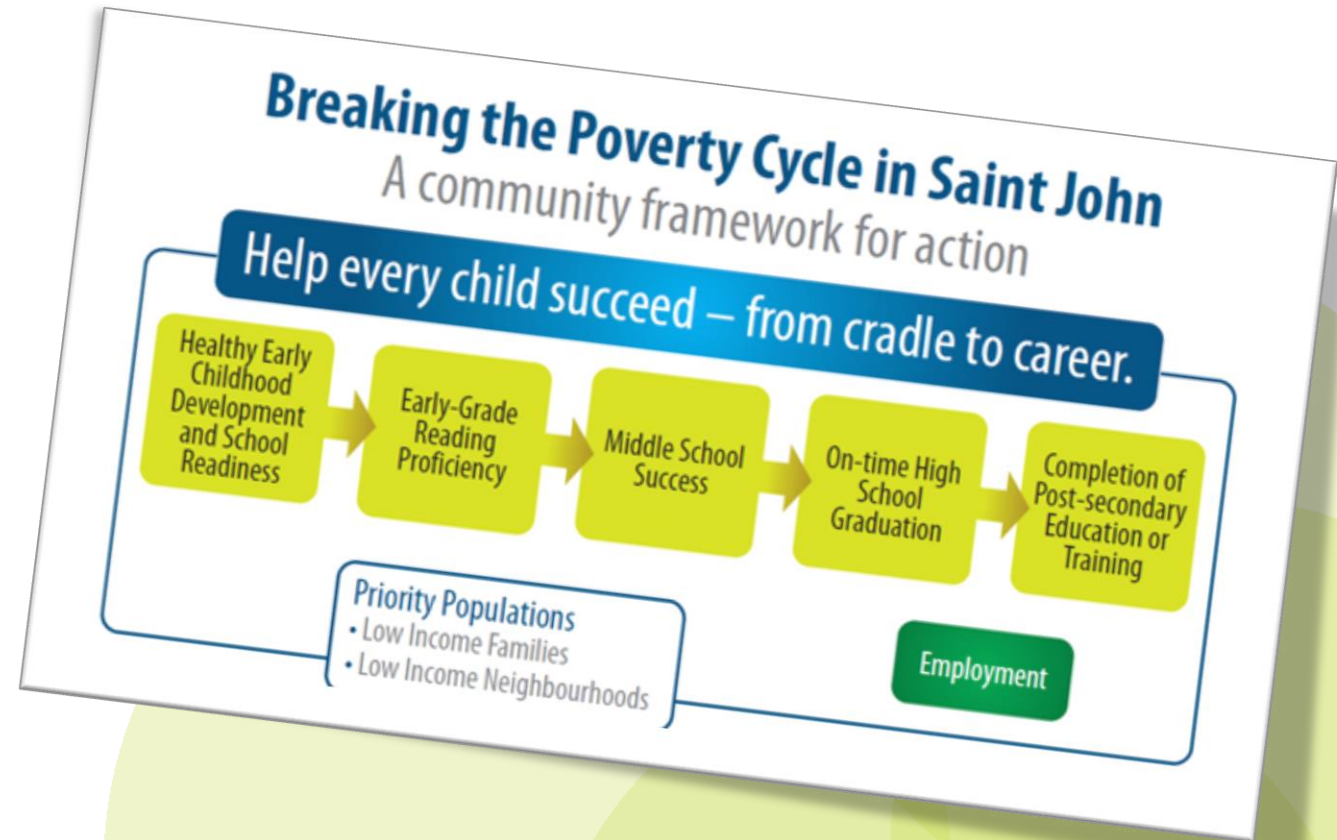 Breaking the Poverty Cycle in Saint John
A community framework for action
Help every child succeed – from cradle to career.
Healthy Early
Childhood
Development
and School
Readiness
Early-Grade
Reading
Proficiency
Middle School
Success
On-time High
School
Graduation
Completion of
Post-secondary
Education or
Training
Priority Populations
• Low Income Families
• Low Income Neighbourhoods
Employment